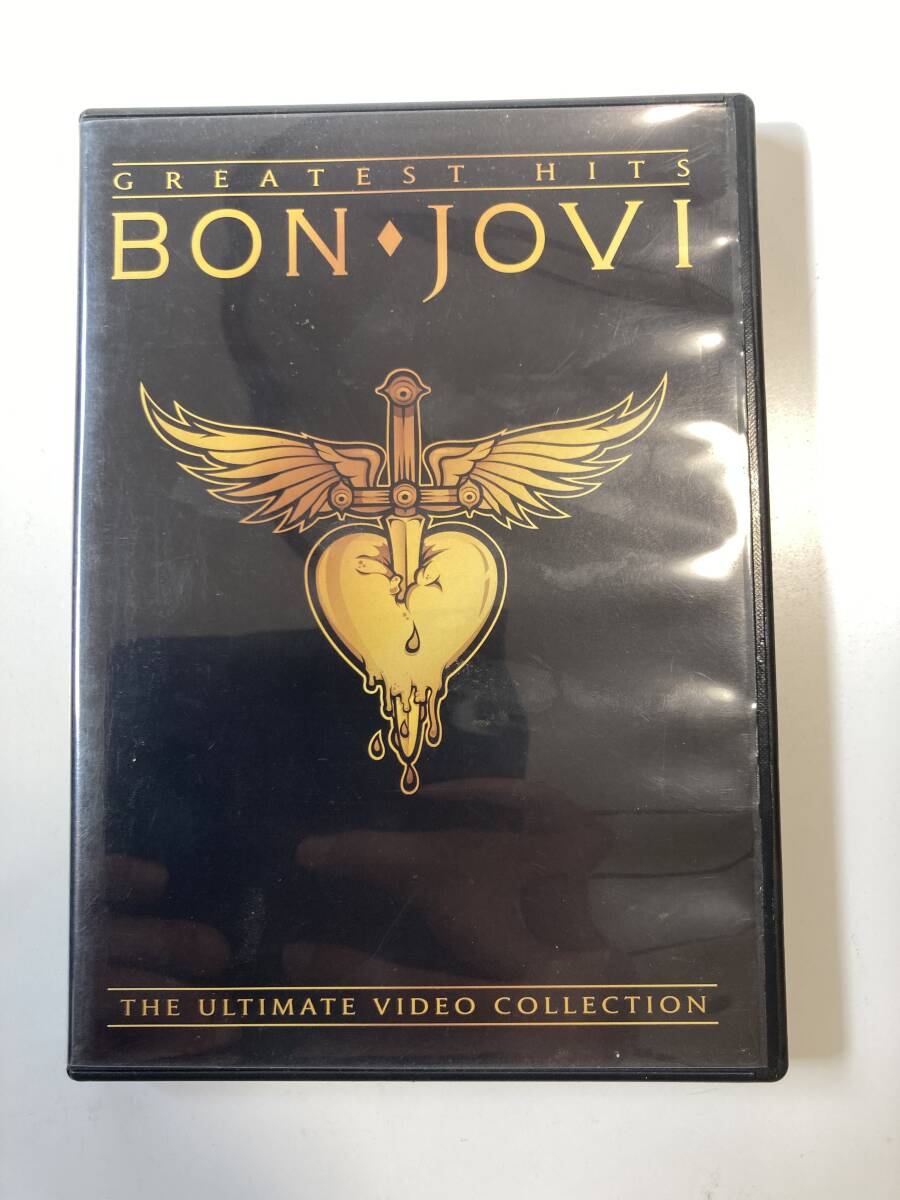 GREATEST HITS
BON♦JOVI
THE ULTIMATE VIDEO COLLECTION